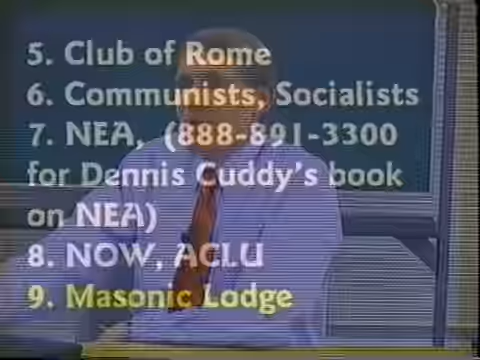 5. Club of Rome
6. Communists, Socialists
7. NEA, (888-891-3300
for Dennis Cuddy's book
on NEA)
8. NOW, ACLU
9. Masonic Lodge